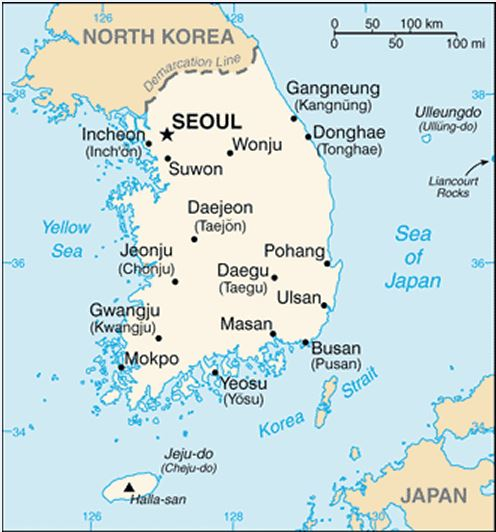 126
128
0 50 100 km
0 50 100 mi
NORTH KOREA
Demarcation Line
38
38
Gangneung
(Kangnŭng)
Ulleungdo
(Ullŭng-do)
SEOUL
Incheon
(Inch'ŏn)
Donghae
(Tonghae)
Wonju
Suwon
Liancourt
Rocks
Daejeon
(Taejŏn)
Yellow
Sea
Sea
of
Japan
Jeonju
(Chŏnju)
Pohang
36
36
Daegu
(Taegu)
Ulsan
Gwangju
(Kwangju)
Masan
Busan
(Pusan)
Mokpo
Yeosu
(Yŏsu)
Korea Strait
34
34
Jeju-do
(Cheju-do)
Halla-san
JAPAN
126
128